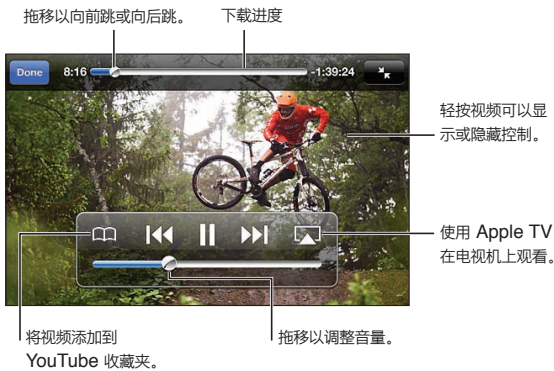 拖移以向前跳或向后跳。
下载进度
Done 8:16 -1:39:24
轻按视频可以显
示或隐藏控制。
使用 Apple TV
在电视机上观看。
将视频添加到
YouTube 收藏夹。
拖移以调整音量。